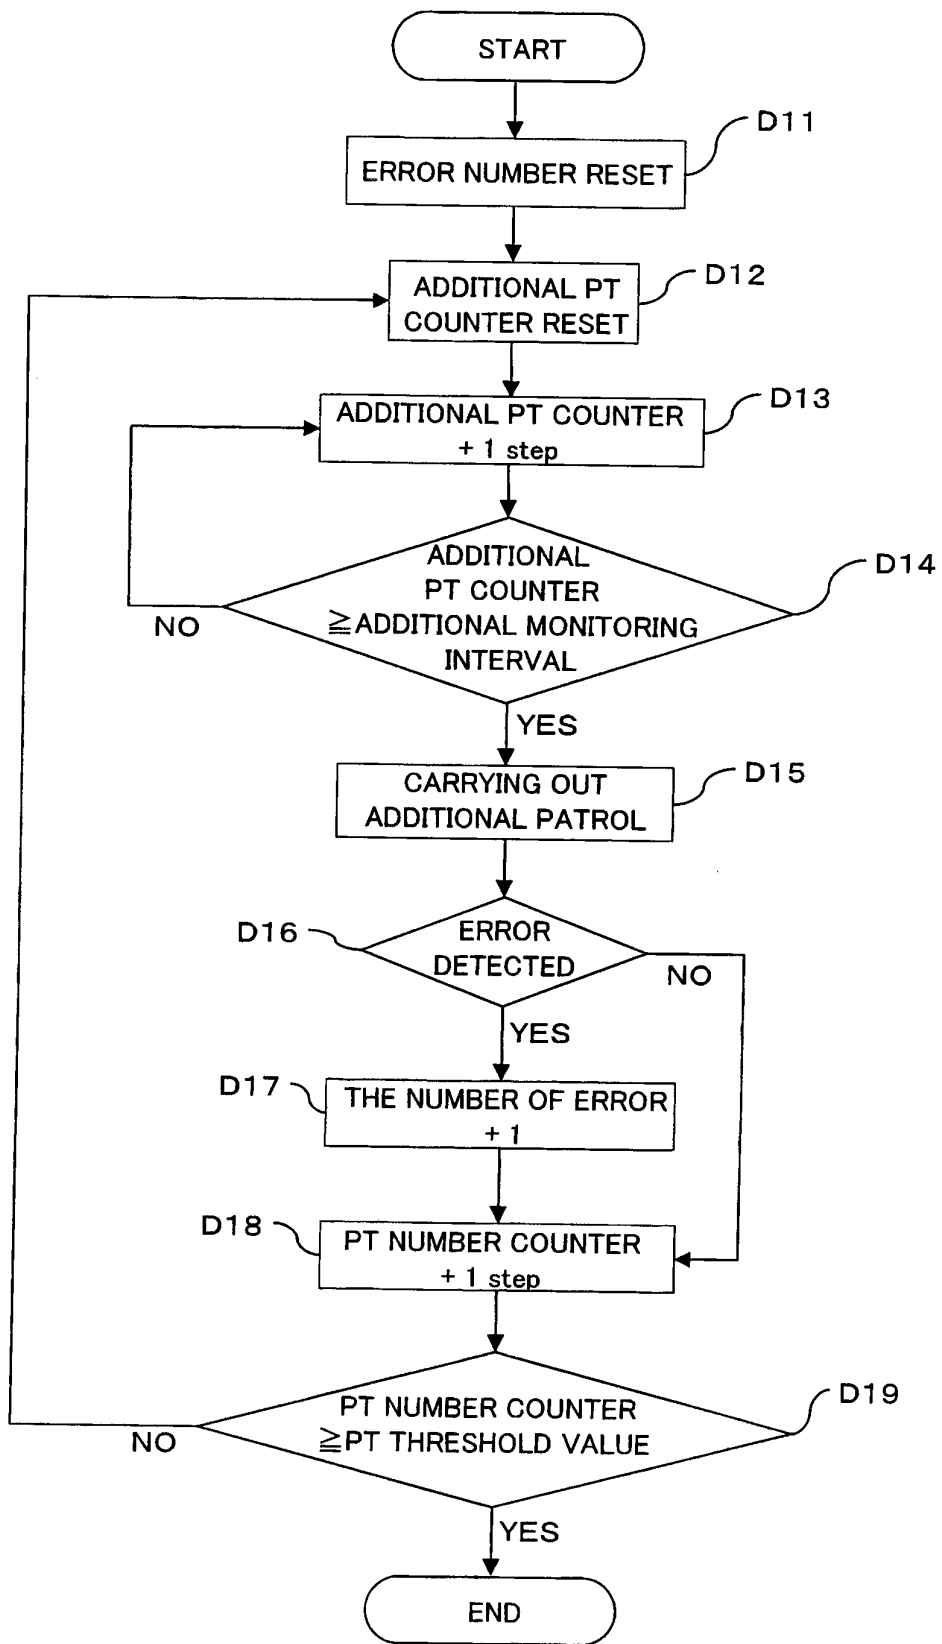 START
D11
ERROR NUMBER RESET
D12
ADDITIONAL PT
COUNTER RESET
D13
ADDITIONAL PT COUNTER
+ 1 step
ADDITIONAL
PT COUNTER
≧ADDITIONAL MONITORING
INTERVAL
D14
NO
YES
D15
CARRYING OUT
ADDITIONAL PATROL
D16
ERROR
DETECTED
NO
YES
D17
THE NUMBER OF ERROR
+ 1
D18
PT NUMBER COUNTER
+ 1 step
D19
PT NUMBER COUNTER
≧PT THRESHOLD VALUE
NO
YES
END